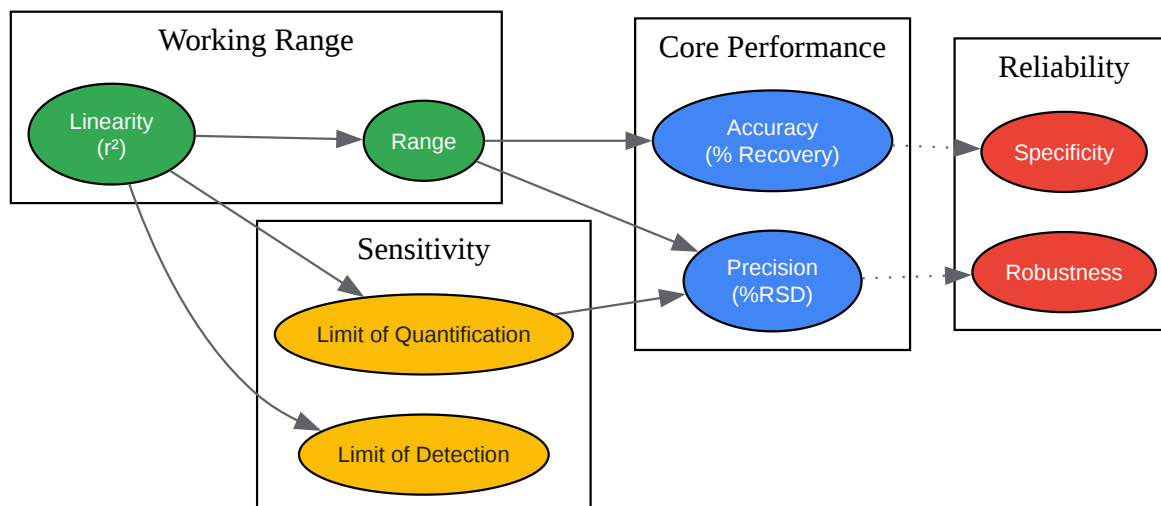 Working Range
Linearity
(r²)
Range
Sensitivity
Limit of Quantification
Limit of Detection
Core Performance
Accuracy
(% Recovery)
Precision
(%RSD)
Reliability
Specificity
Robustness